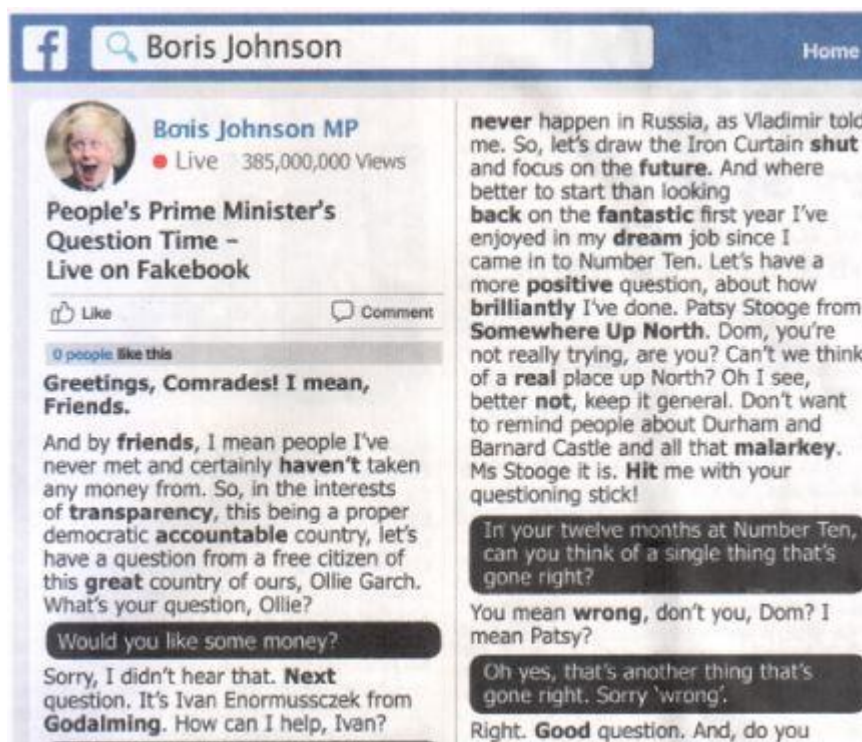 f
Boris Johnson
Home
Boris Johnson MP
Live 385,000,000 Views
People's Prime Minister's
Question Time –
Live on Fakebook
Like
Comment
0 people like this
Greetings, Comrades! I mean,
Friends.
And by friends, I mean people I've
never met and certainly haven't taken
any money from. So, in the interests
of transparency, this being a proper
democratic accountable country, let's
have a question from a free citizen of
this great country of ours, Ollie Garch.
What's your question, Ollie?
Would you like some money?
Sorry, I didn't hear that. Next
question. It's Ivan Enormussczek from
Godalming. How can I help, Ivan?
never happen in Russia, as Vladimir told
me. So, let's draw the Iron Curtain shut
and focus on the future. And where
better to start than looking
back on the fantastic first year I've
enjoyed in my dream job since I
came in to Number Ten. Let's have a
more positive question, about how
brilliantly I've done. Patsy Stooge from
Somewhere Up North. Dom, you're
not really trying, are you? Can't we think
of a real place up North? Oh I see,
better not, keep it general. Don't want
to remind people about Durham and
Barnard Castle and all that malarkey.
Ms Stooge it is. Hit me with your
questioning stick!
In your twelve months at Number Ten,
can you think of a single thing that's
gone right?
You mean wrong, don't you, Dom? I
mean Patsy?
Oh yes, that's another thing that's
gone right. Sorry 'wrong'.
Right. Good question. And, do you